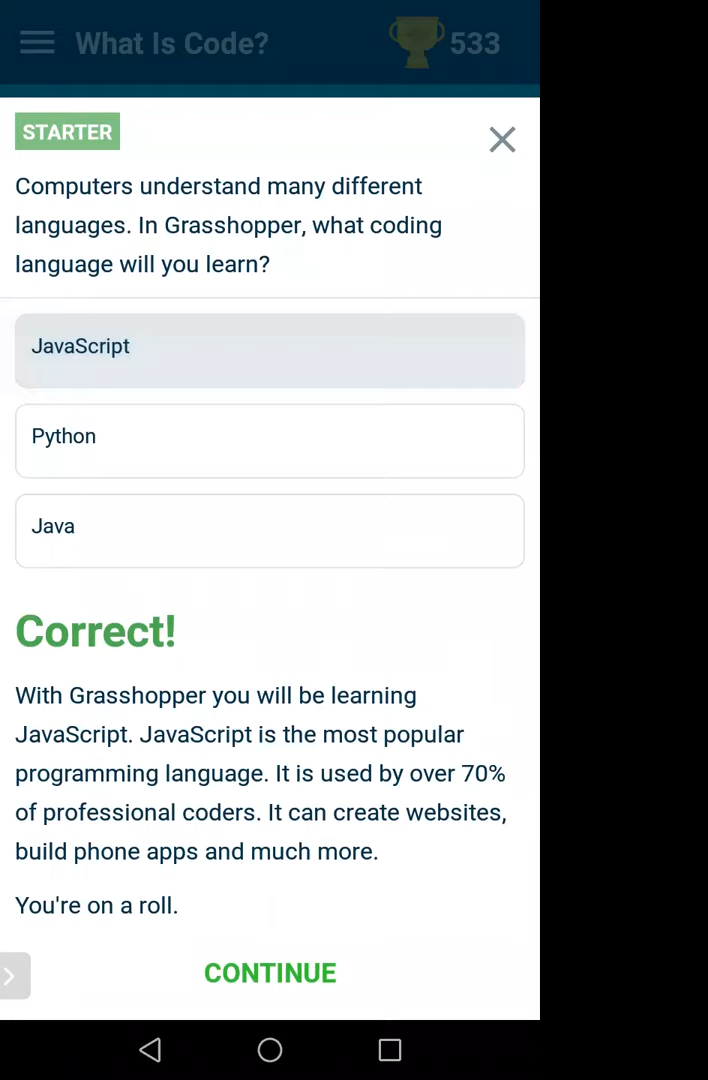 What Is Code?
533
STARTER
Computers understand many different
languages. In Grasshopper, what coding
language will you learn?
JavaScript
Python
Java
Correct!
With Grasshopper you will be learning
JavaScript. JavaScript is the most popular
programming language. It is used by over 70%
of professional coders. It can create websites,
build phone apps and much more.
You're on a roll.
CONTINUE